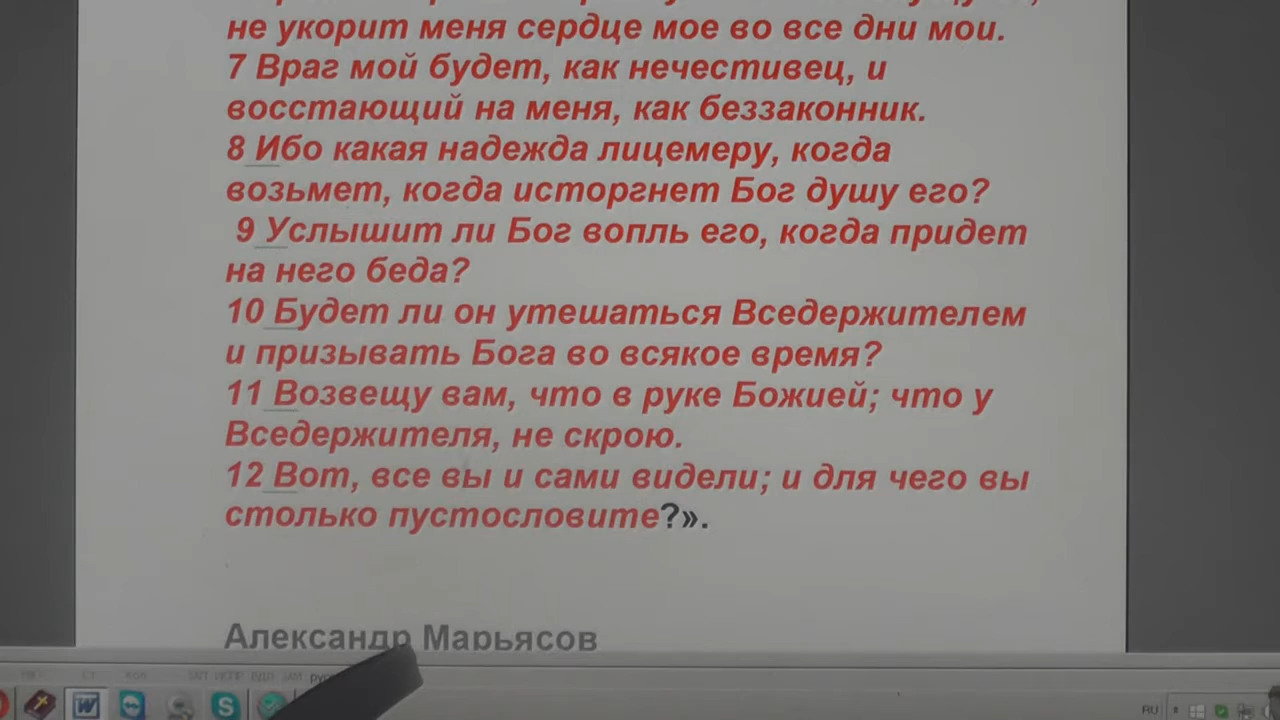 не укорит меня сердце мое во все дни мои.
7 Враг мой будет, как нечестивец, и
восстающий на меня, как беззаконник.
8 Ибо какая надежда лицемеру, когда
возьмет, когда исторгнет Бог душу его?
9 Услышит ли Бог вопль его, когда придет
на него беда?
10 Будет ли он утешаться Вседержителем
и призывать Бога во всякое время?
11 Возвещу вам, что в руке Божией; что у
Вседержителя, не скрою.
12 Вот, все вы и сами видели; и для чего вы
столько пустословите?».
Александр Марьясов
RU